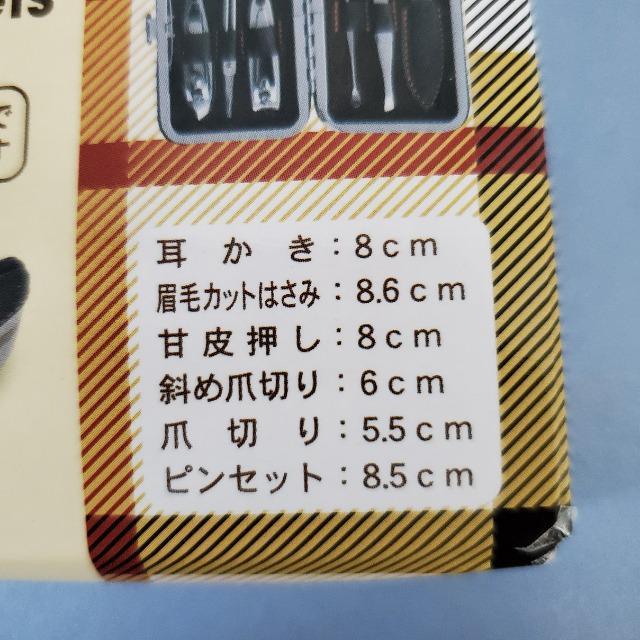 耳かき：8cm
眉毛カットはさみ：8.6cm
甘皮押し：8cm
斜め爪切り：6cm
爪切り：5.5cm
ピンセット：8.5cm